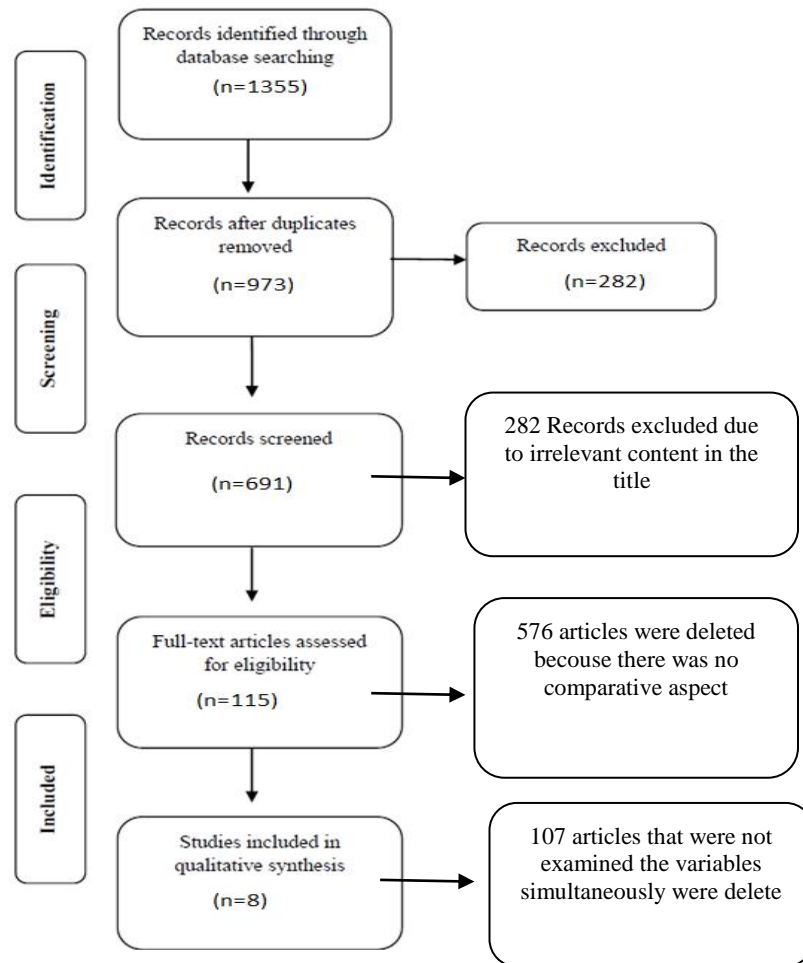 Identification
Records identified through
database searching
(n=1355)
Records after duplicates
removed
(n=973)
Records excluded
(n=282)
Screening
Records screened
(n=691)
282 Records excluded due
to irrelevant content in the
title
Eligibility
Full-text articles assessed
for eligibility
(n=115)
576 articles were deleted
becouse there was no
comparative aspect
Included
Studies included in
qualitative synthesis
(n=8)
107 articles that were not
examined the variables
simultaneously were delete